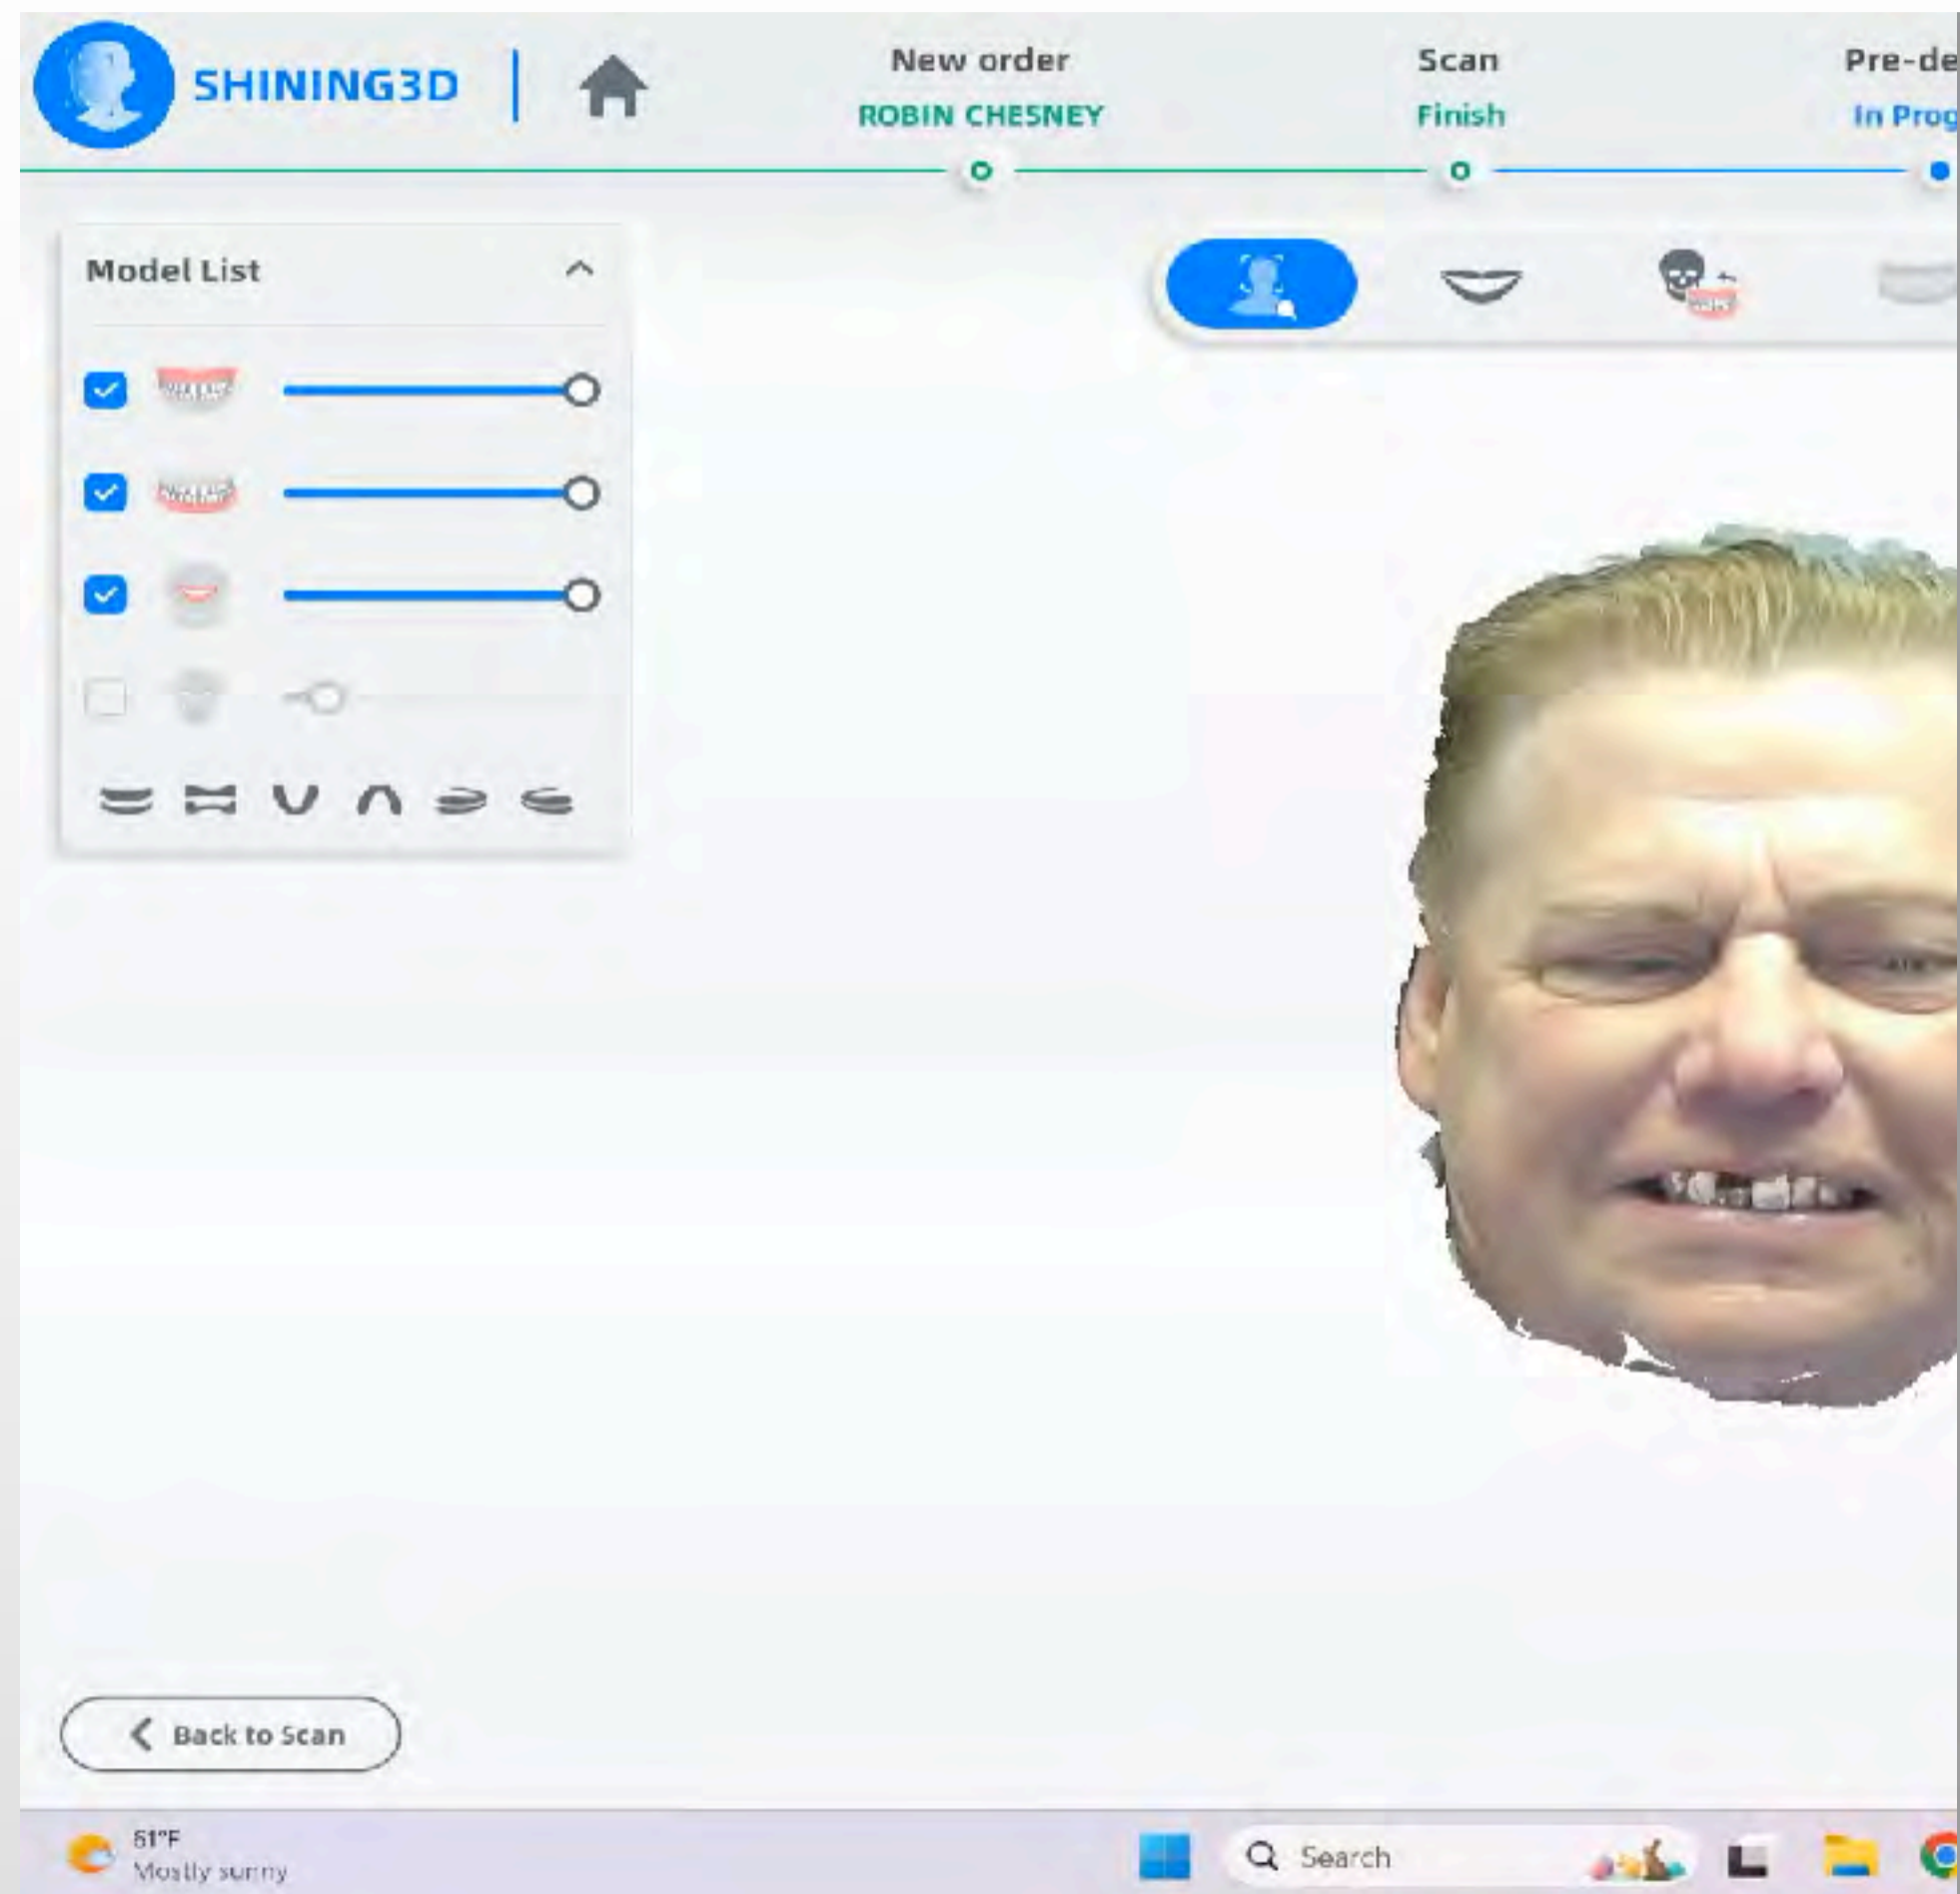 SHINING3D
New order
ROBIN CHESNEY
Scan
Finish
Pre-de
In Prog
Model List
Back to Scan
61°F
Mostly sunny
Search